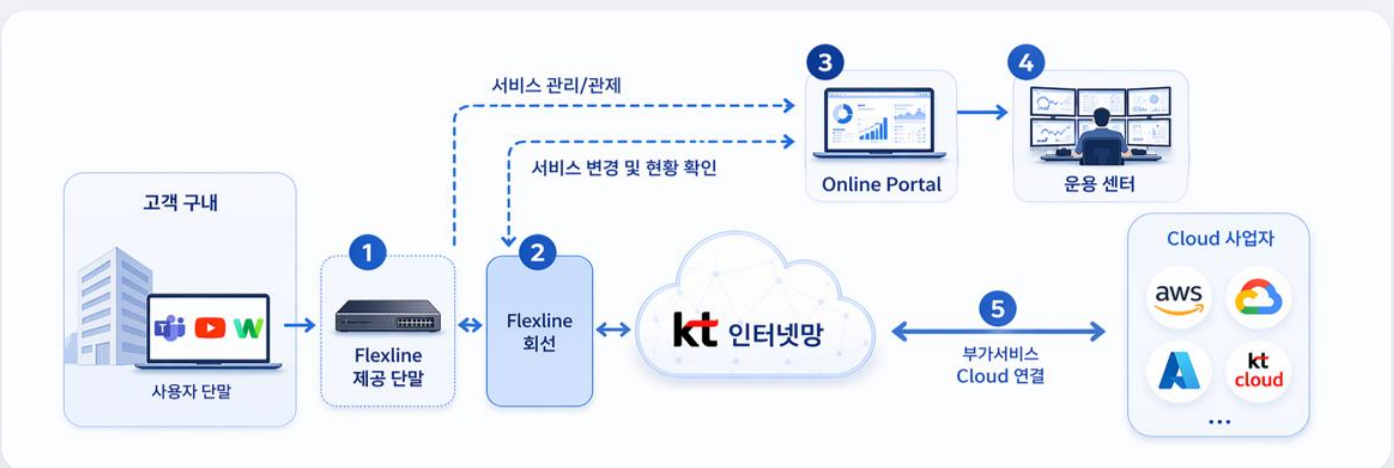 서비스 관리/관제
3
4
서비스 변경 및 현황 확인
Online Portal
운용 센터
고객 구내
T
W
사용자 단말
1
Flexline
제공 단말
2
Flexline
회선
kt 인터넷망
5
부가서비스
Cloud 연결
Cloud 사업자
aws
kt
cloud
...